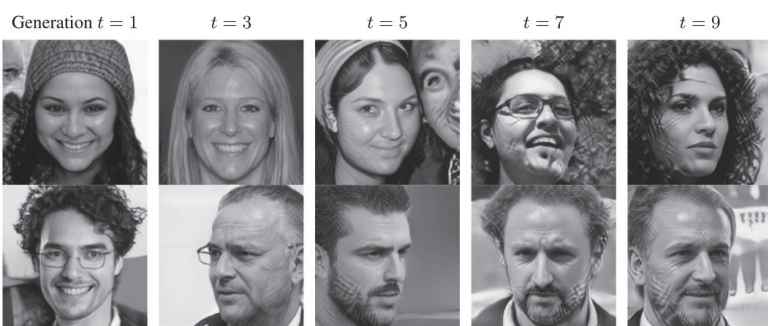 Generation t = 1 t = 3 t = 5 t = 7 t = 9